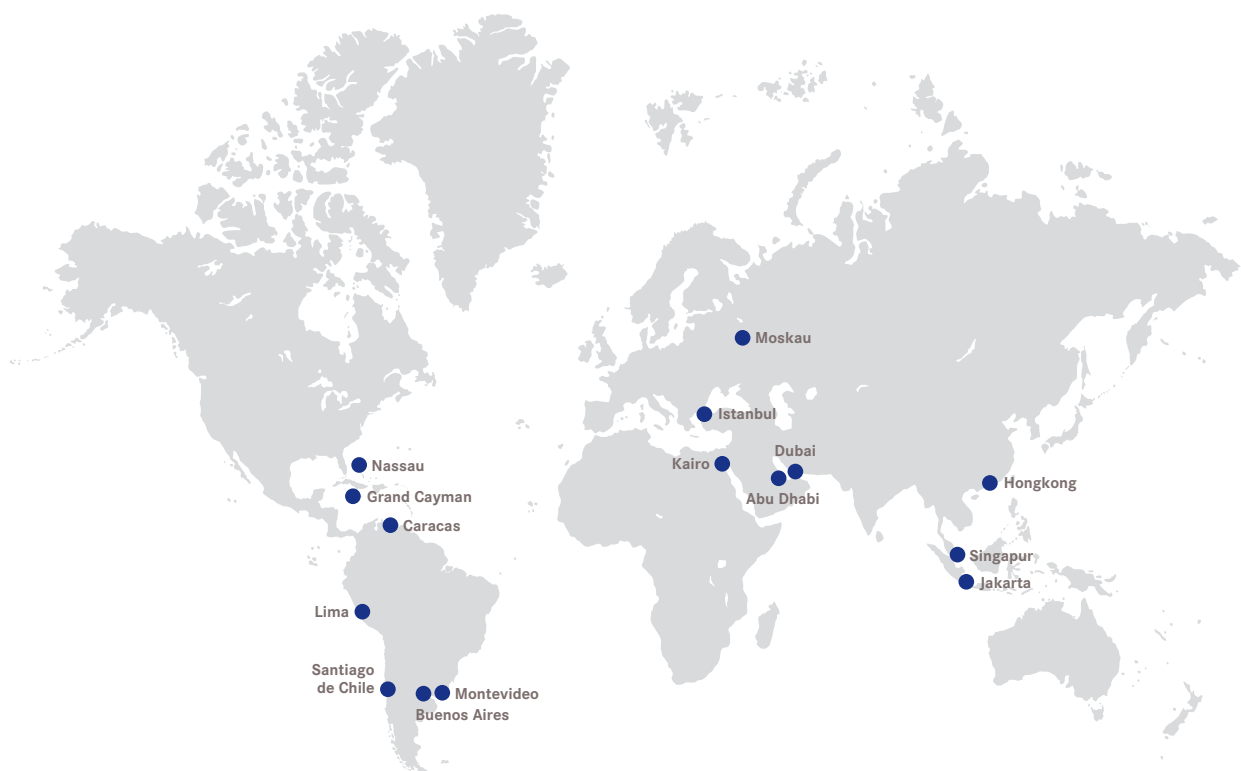 Moskau
Istanbul
Dubai
Kairo
Nassau
Hongkong
Grand Cayman
Abu Dhabi
Caracas
Singapur
Jakarta
Lima
Santiago
de Chile
Montevideo
Buenos Aires